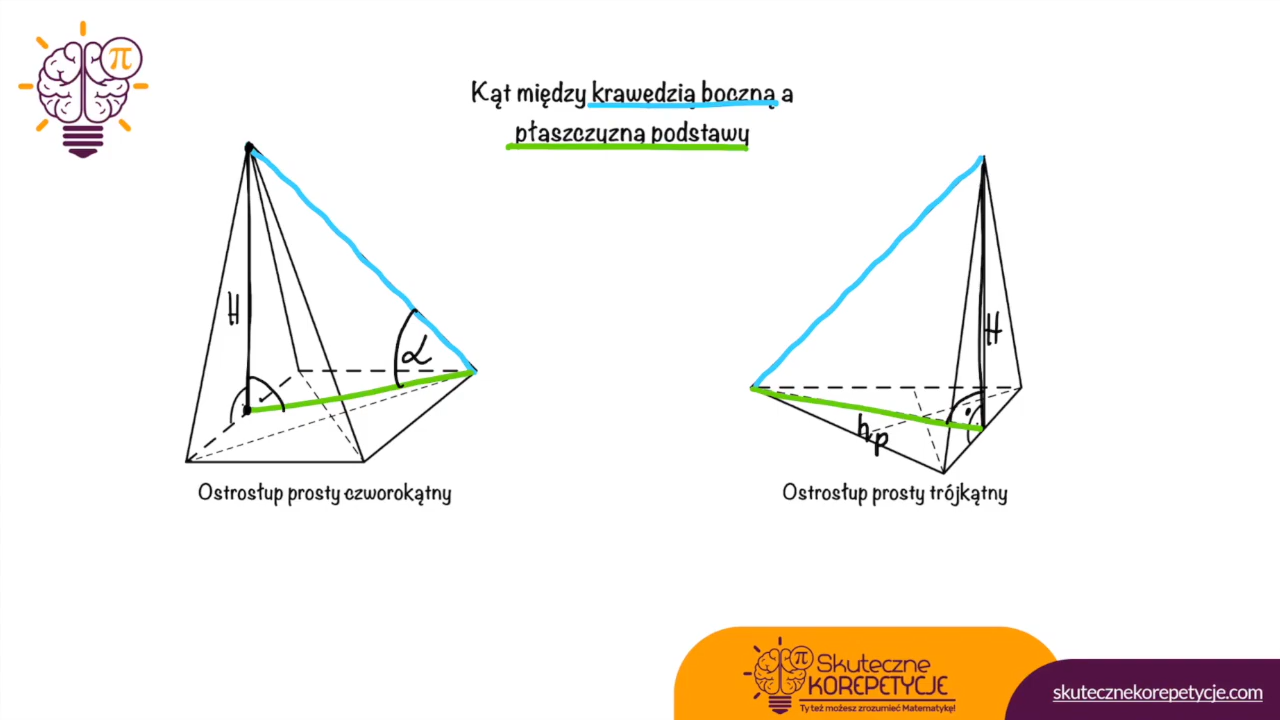 π
Kąt między krawędzią boczną a
płaszczyzną podstawy
H
α
H
hp
Ostrosłup prosty czworokątny
Ostrosłup prosty trójkątny
π
Skuteczne
KOREPETYCJE
Ty też możesz zrozumieć Matematykę!
skutecznekorepetycje.com